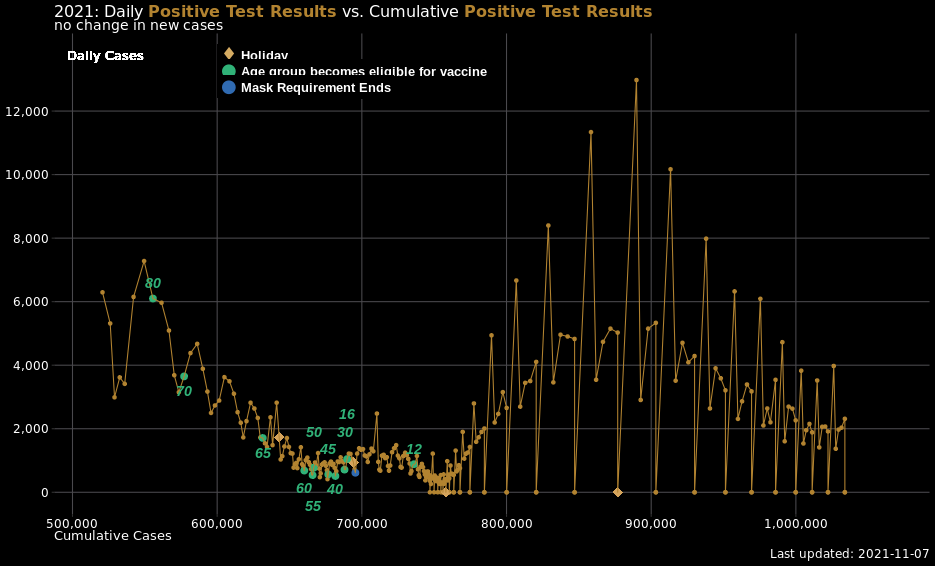 2021: Daily Positive Test Results vs. Cumulative Positive Test Results
no change in new cases
Daily Cases
Holiday
Age group becomes eligible for vaccine
Mask Requirement Ends
12,000
10,000
8,000
6,000
4,000
2,000
0
80
70
65
16
50 30
45
12
60 40
55
500,000 600,000 700,000 800,000 900,000 1,000,000
Cumulative Cases
Last updated: 2021-11-07